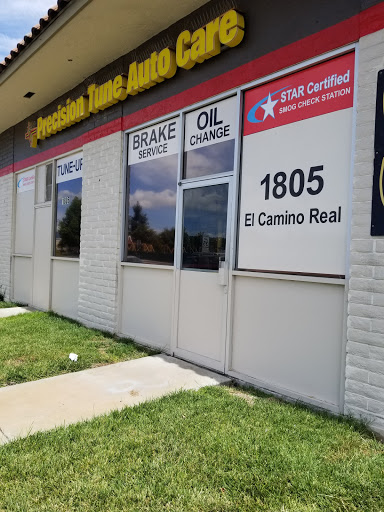 Precision Tune Auto Care
TUNE-UP
BRAKE
SERVICE
OIL
CHANGE
STAR Certified
SMOG CHECK STATION
1805
El Camino Real